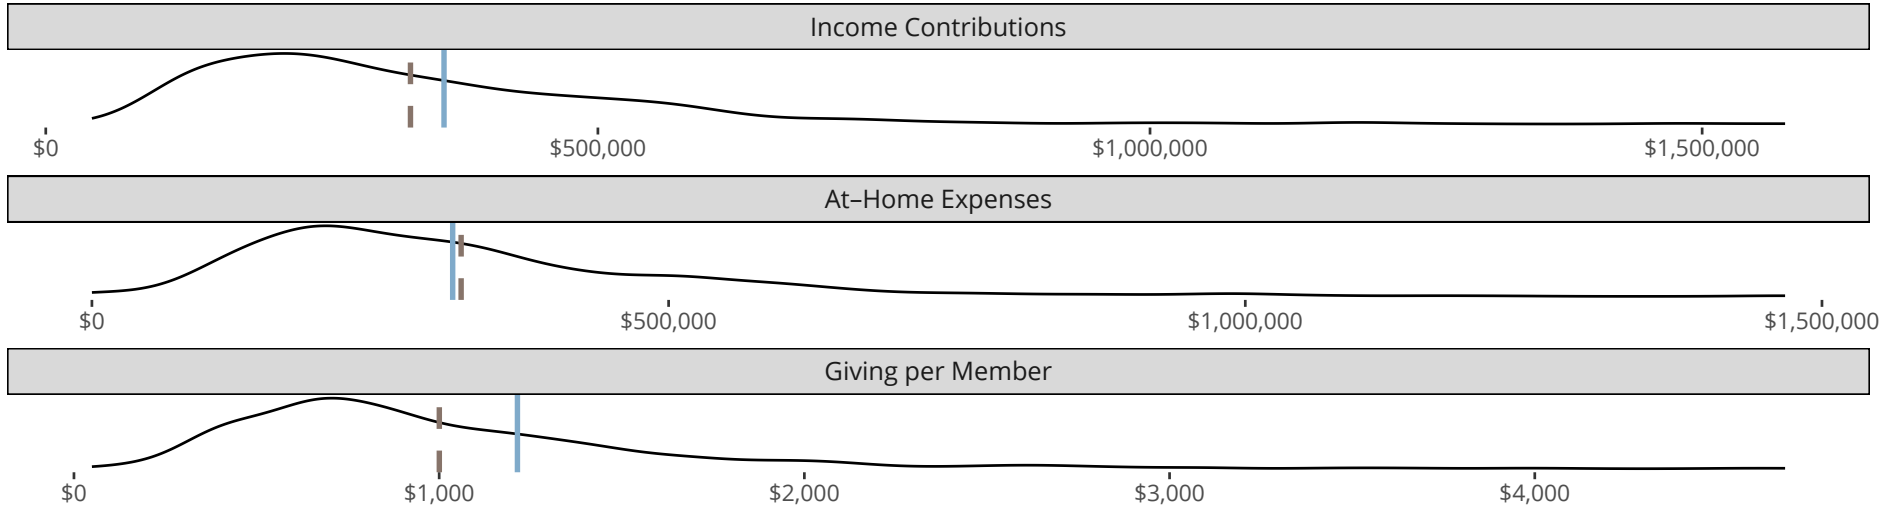 Income Contributions
$0 $500,000 $1,000,000 $1,500,000
At–Home Expenses
$0 $500,000 $1,000,000 $1,500,000
Giving per Member
$0 $1,000 $2,000 $3,000 $4,000